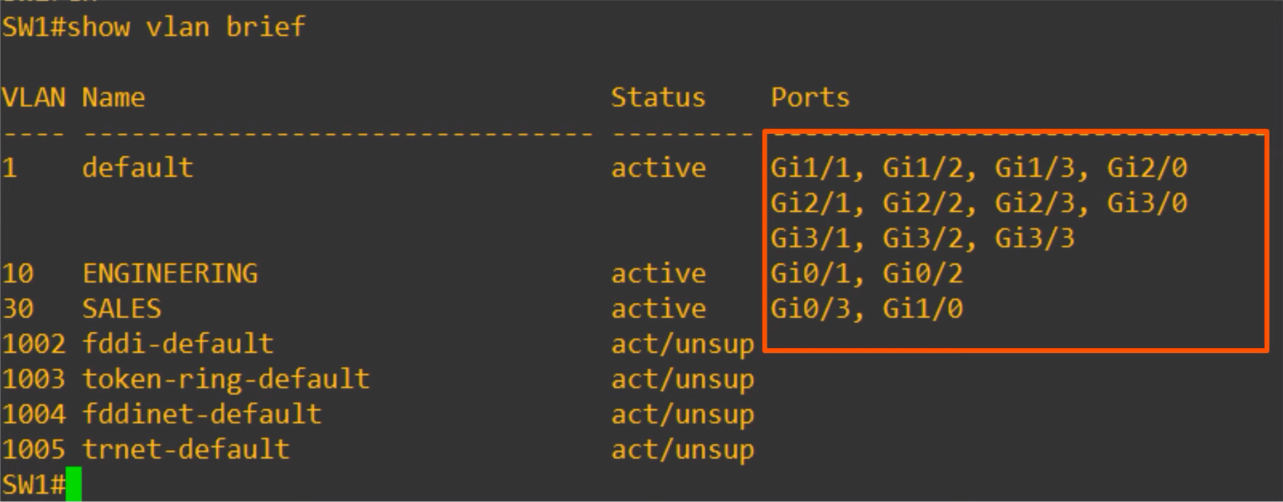 SW1#show vlan brief
VLAN Name Status Ports
---- -------------------------------- --------- -------------------------------
1 default active Gi1/1, Gi1/2, Gi1/3, Gi2/0
Gi2/1, Gi2/2, Gi2/3, Gi3/0
Gi3/1, Gi3/2, Gi3/3
10 ENGINEERING active Gi0/1, Gi0/2
30 SALES active Gi0/3, Gi1/0
1002 fddi-default act/unsup
1003 token-ring-default act/unsup
1004 fddinet-default act/unsup
1005 trnet-default act/unsup
SW1#